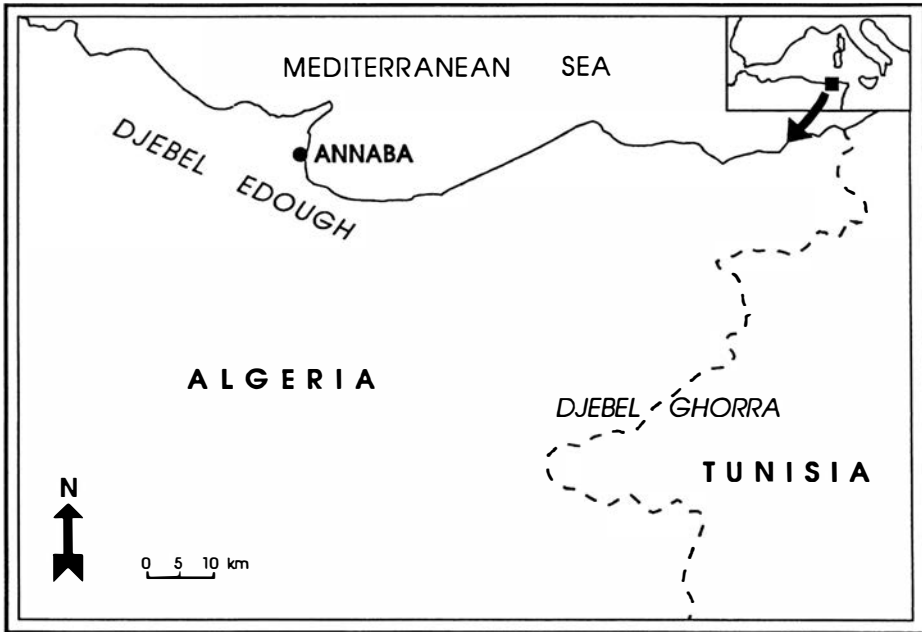 MEDITERRANEAN SEA
DJEBEL EDOUGH
ANNABA
ALGERIA
DJEBEL GHORRA
TUNISIA
N
0 5 10 km